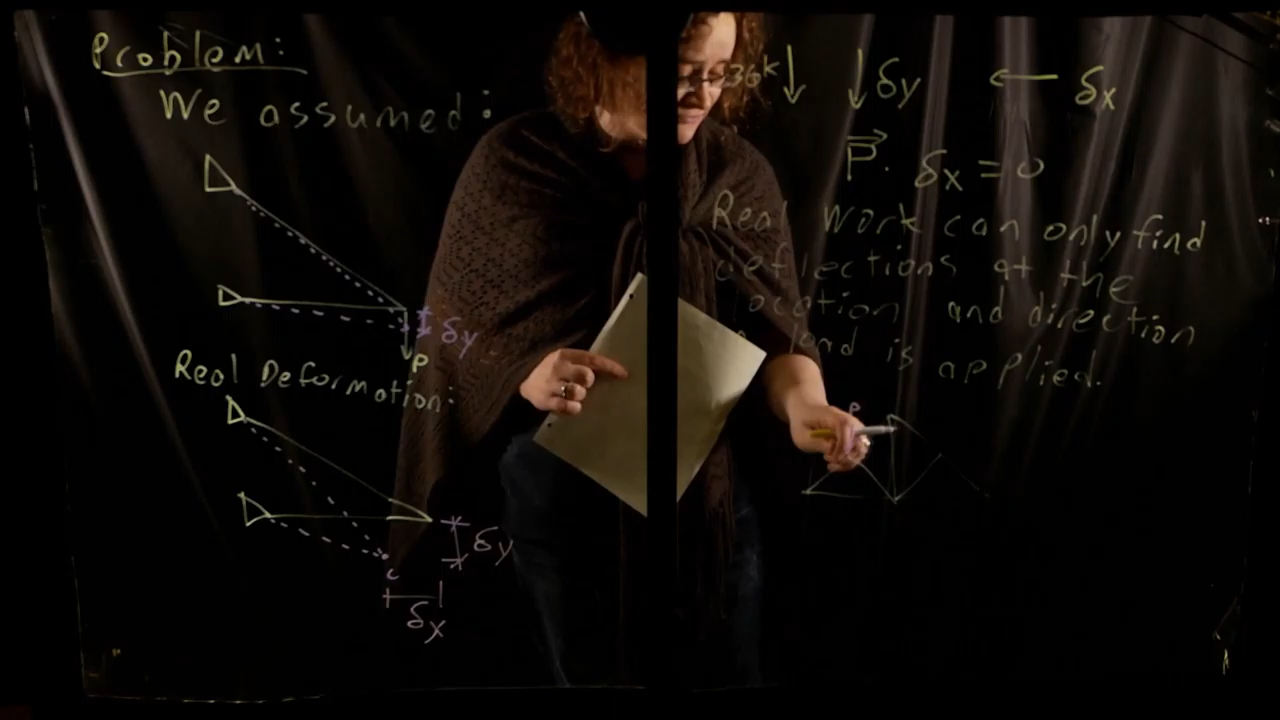 Problem:
We assumed:
δy
P
Real Deformation:
δy
c
δx
36k ↓ ↓ δy ← δx
P⃗. δx = 0
Real work can only find
deflections at the
location and direction
load is applied.
P